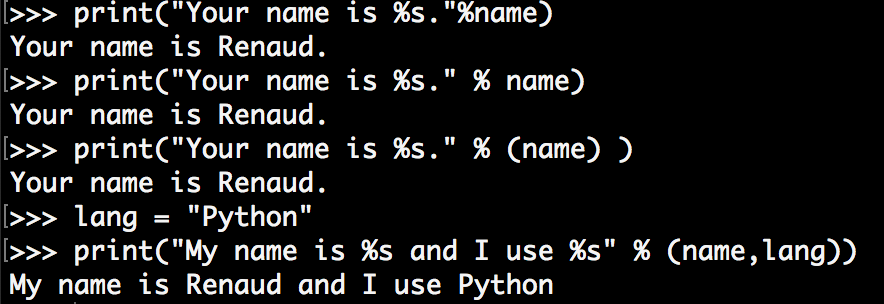 >>> print("Your name is %s."%name)
Your name is Renaud.
[>>> print("Your name is %s." % name)
Your name is Renaud.
[>>> print("Your name is %s." % (name) )
Your name is Renaud.
[>>> lang = "Python"
[>>> print("My name is %s and I use %s" % (name,lang))
My name is Renaud and I use Python